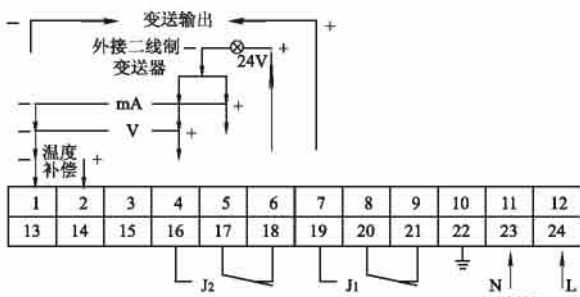 − 变送输出 +
外接二线制 − +
变送器 24V
− mA +
− V +
− 温度 +
补偿
1 2 3 4 5 6 7 8 9 10 11 12
13 14 15 16 17 18 19 20 21 22 23 24
J2 J1 N L